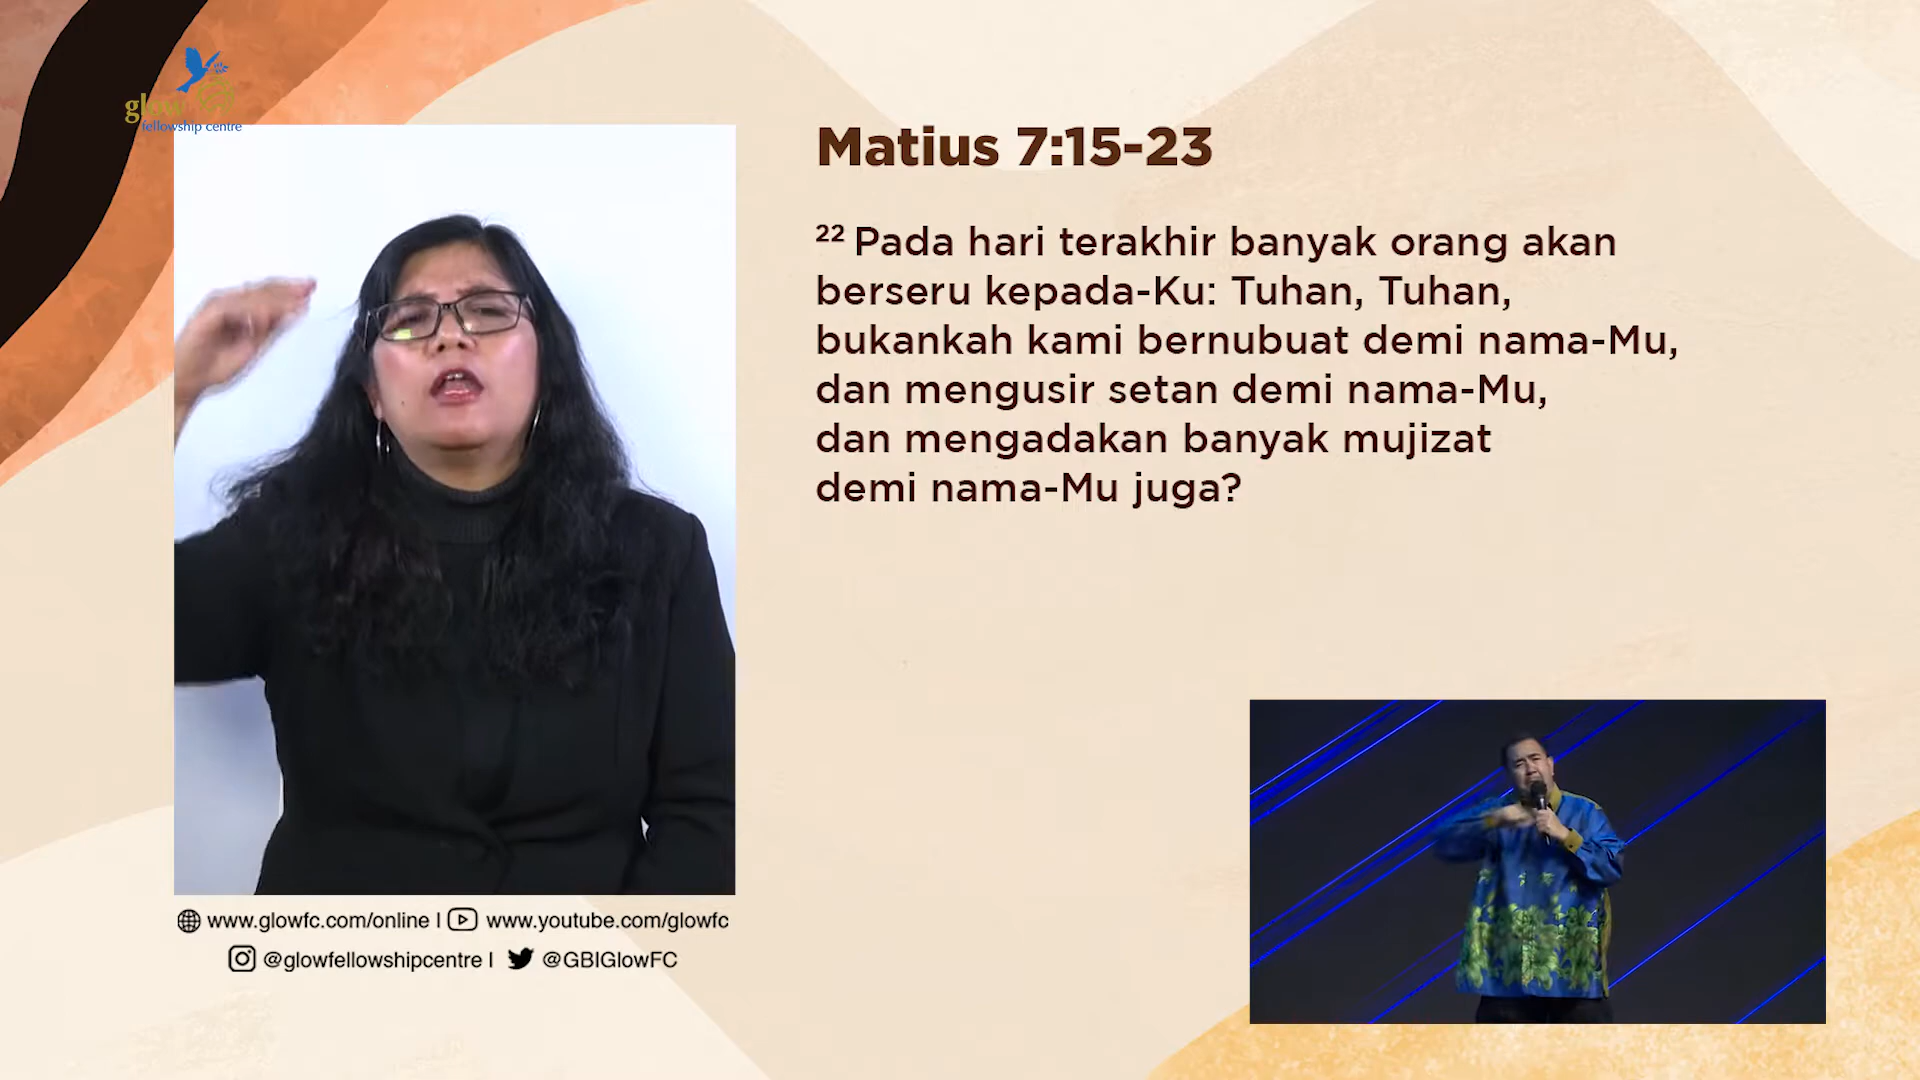 glow
fellowship centre
Matius 7:15-23
22 Pada hari terakhir banyak orang akan
berseru kepada-Ku: Tuhan, Tuhan,
bukankah kami bernubuat demi nama-Mu,
dan mengusir setan demi nama-Mu,
dan mengadakan banyak mujizat
demi nama-Mu juga?
www.glowfc.com/online I www.youtube.com/glowfc
@glowfellowshipcentre I @GBIGlowFC